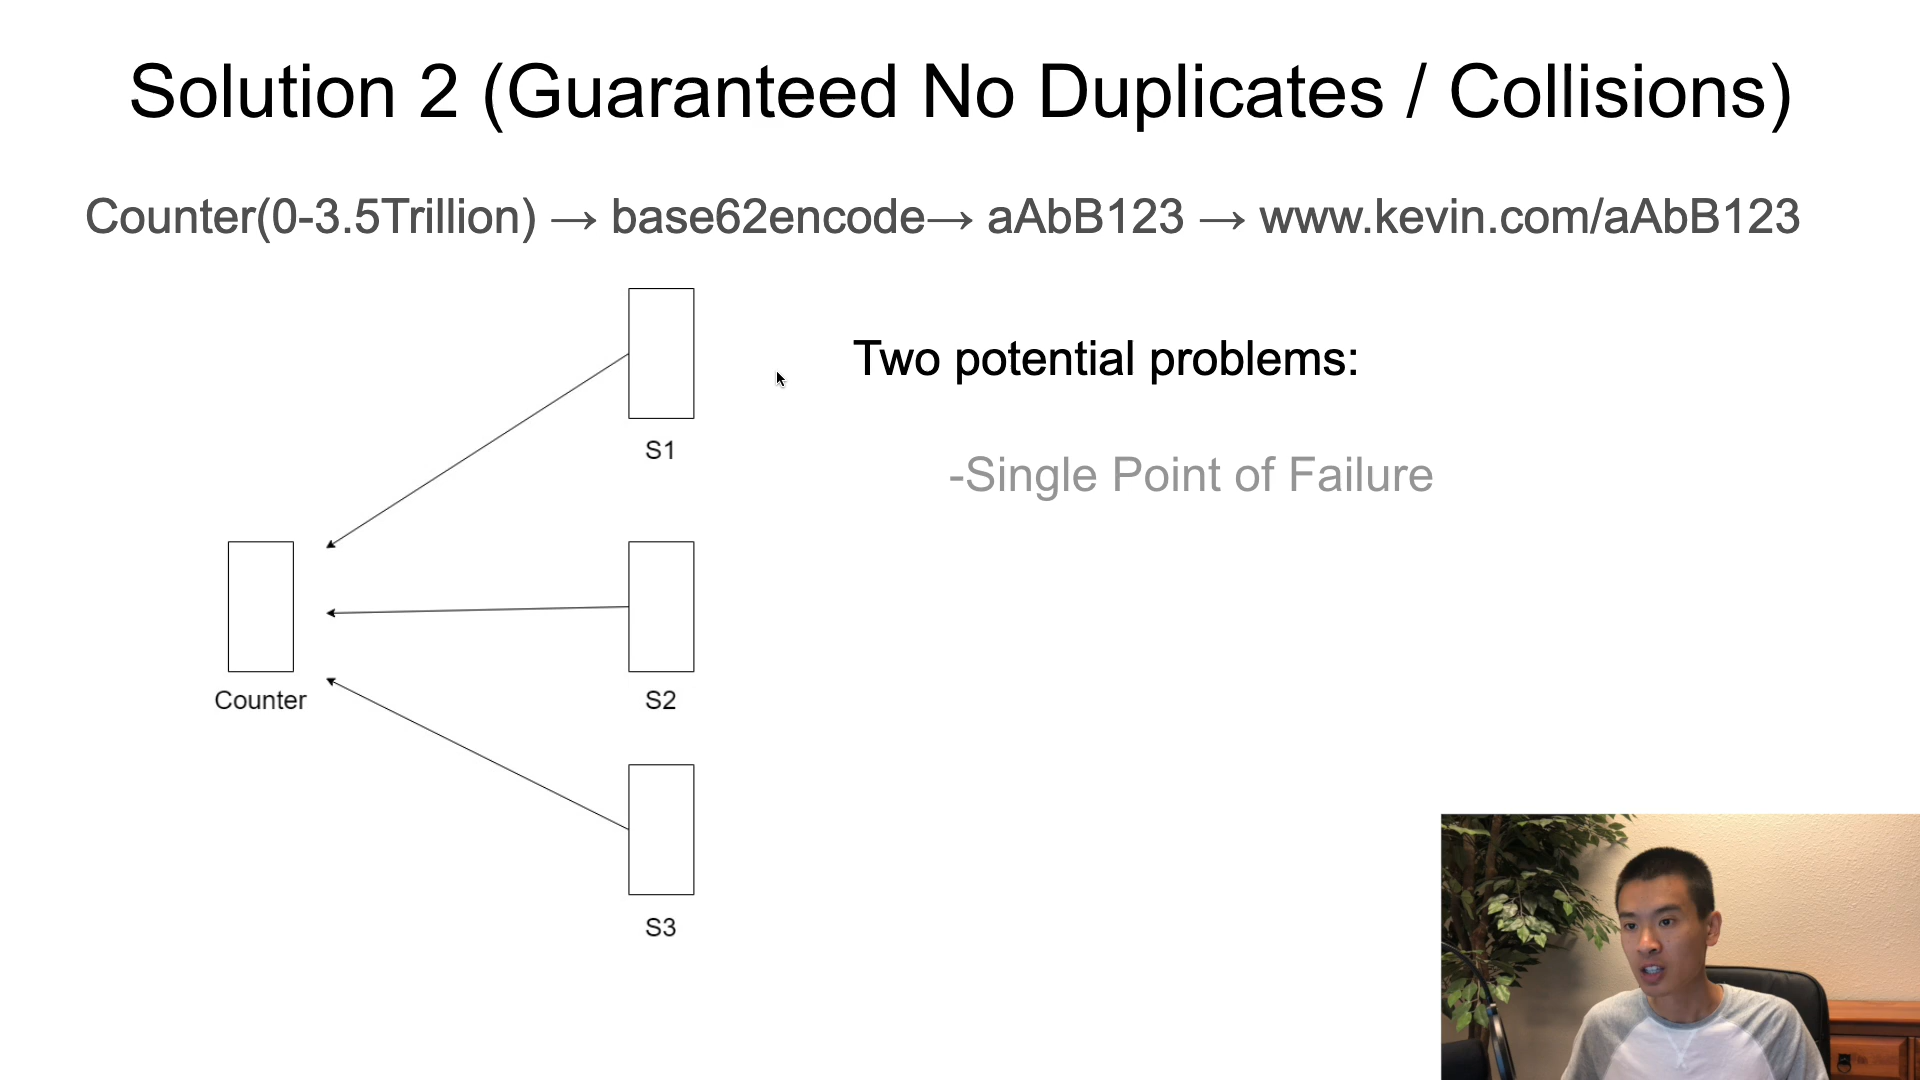 Solution 2 (Guaranteed No Duplicates / Collisions)
Counter(0-3.5Trillion) → base62encode→ aAbB123 → www.kevin.com/aAbB123
Two potential problems:
S1
-Single Point of Failure
Counter
S2
S3